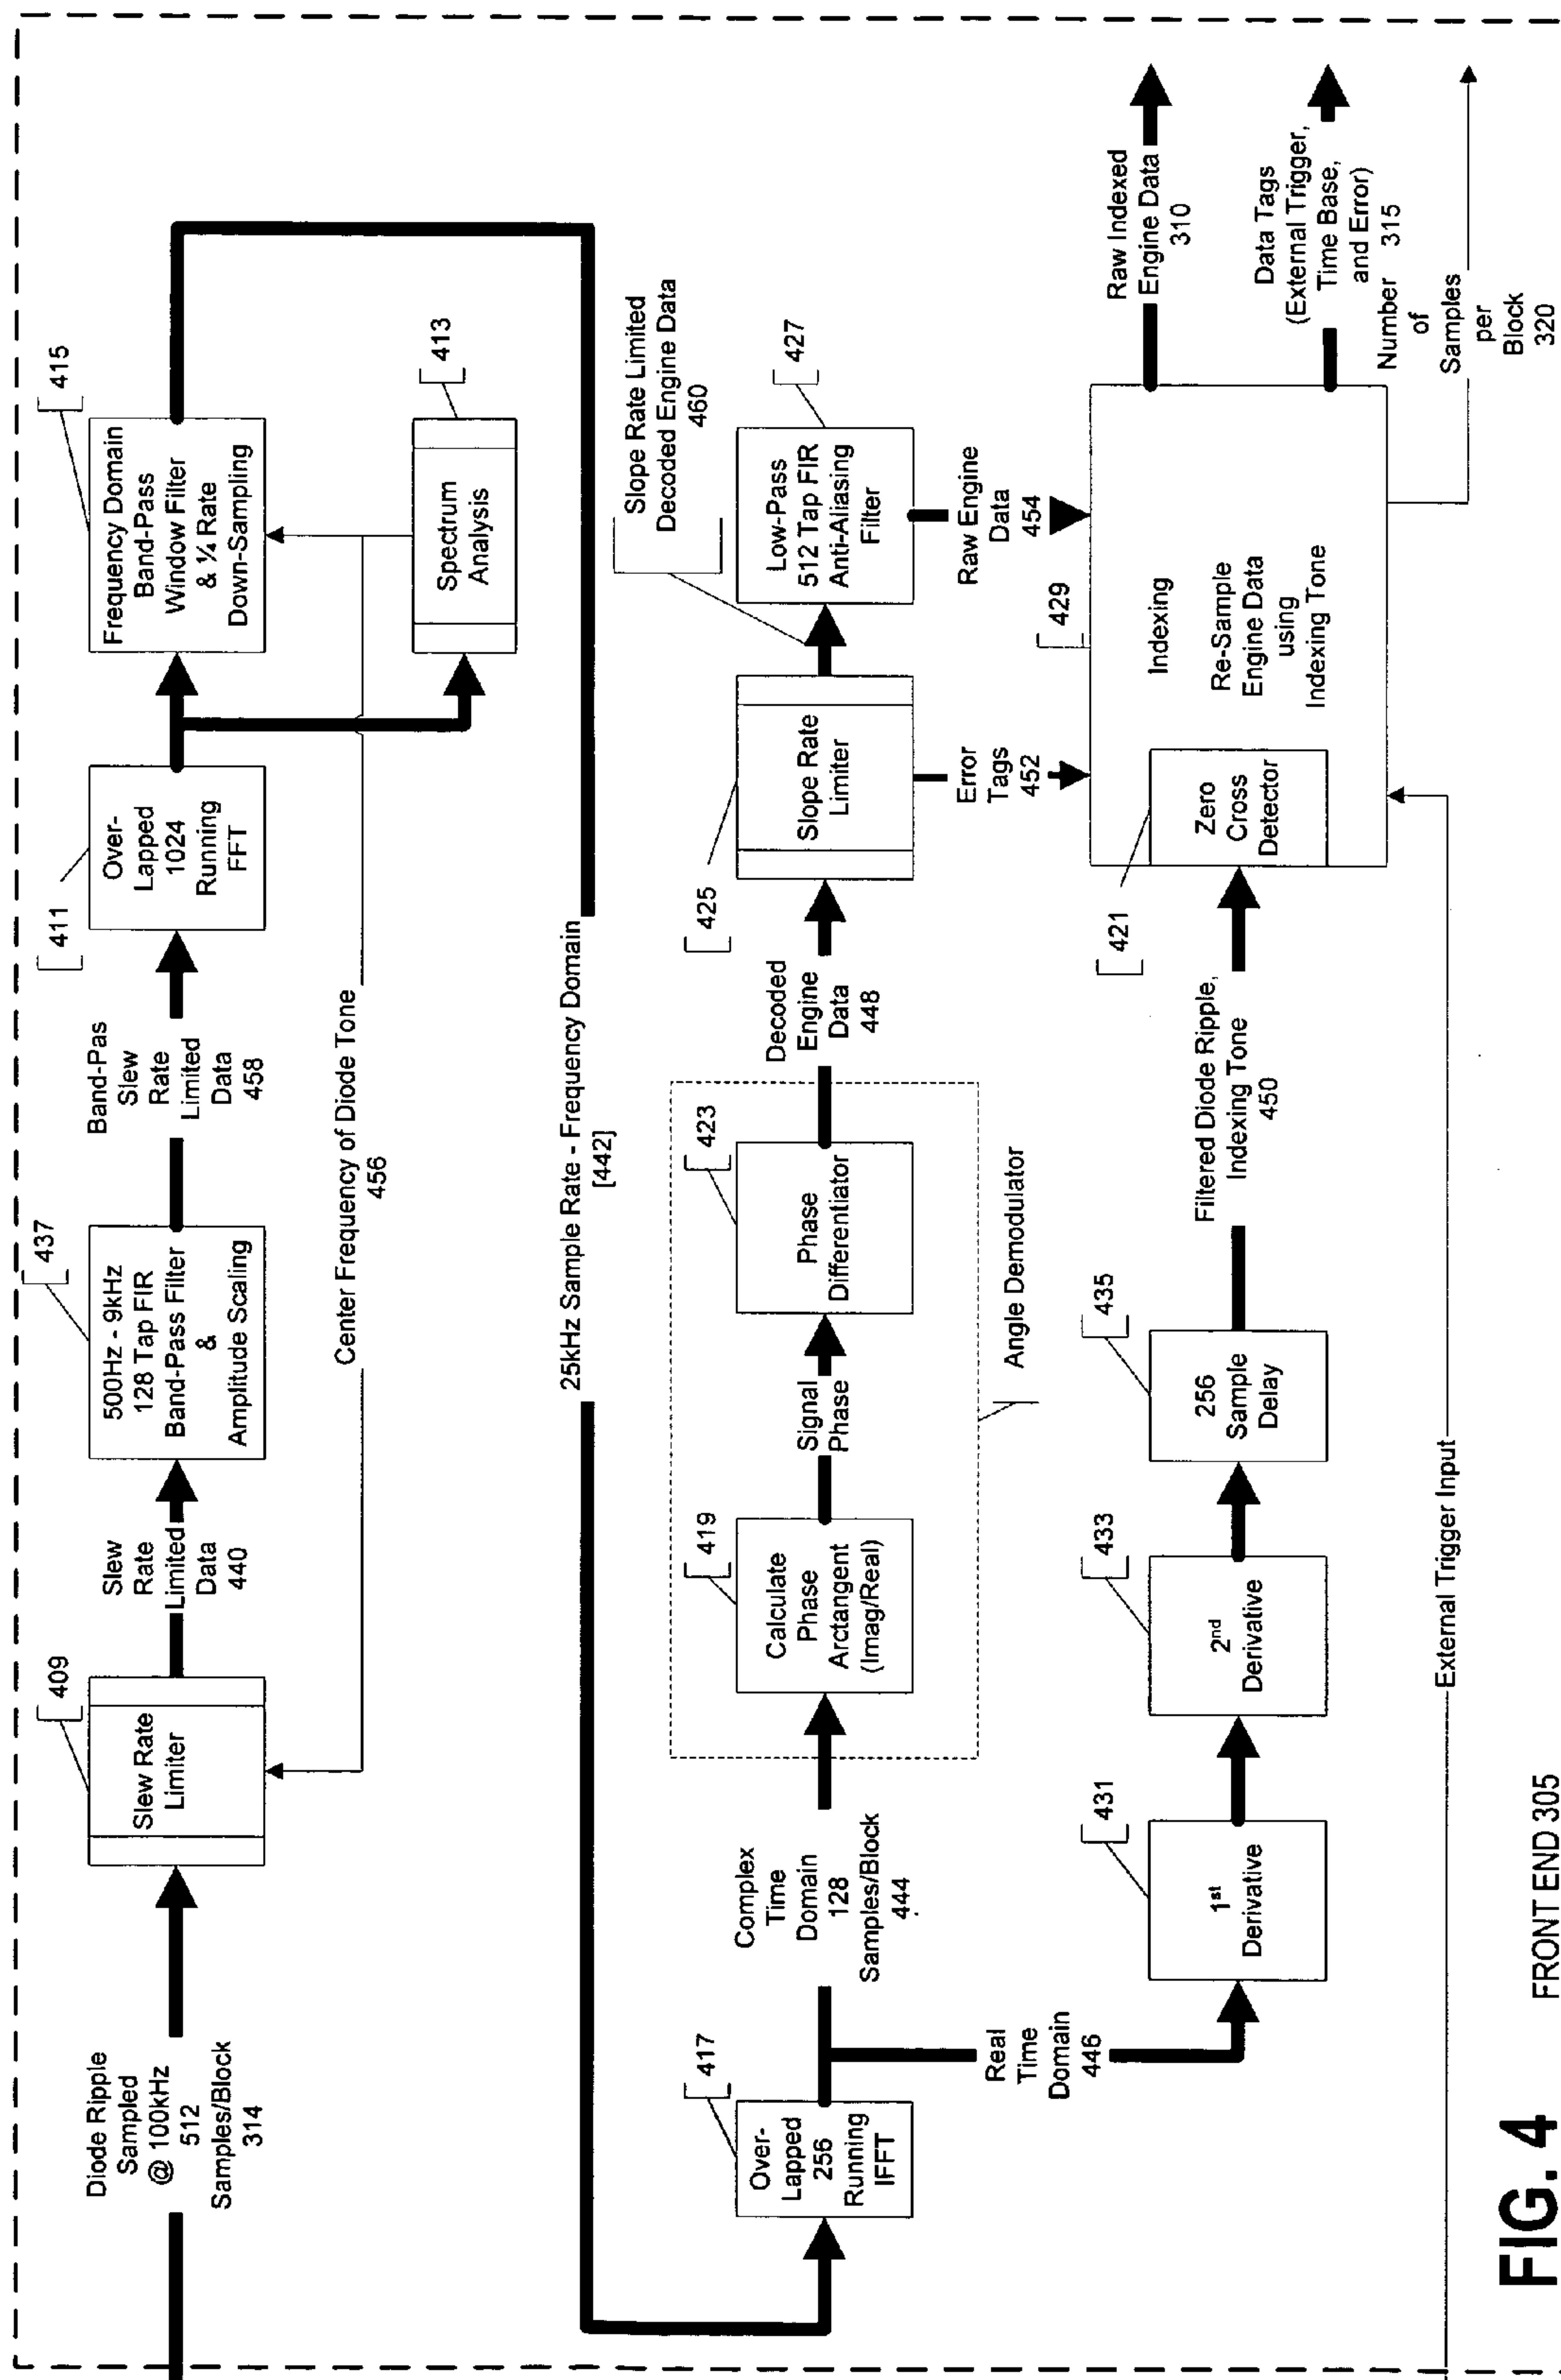 Diode Ripple
Sampled
@ 100kHz
512
Samples/Block
314
409
Slew Rate
Limiter
Slew
Rate
Limited
Data
440
437
500Hz - 9kHz
128 Tap FIR
Band-Pass Filter
&
Amplitude Scaling
Band-Pas
Slew
Rate
Limited
Data
458
411
Over-
Lapped
1024
Running
FFT
415
Frequency Domain
Band-Pass
Window Filter
& ¼ Rate
Down-Sampling
413
Spectrum
Analysis
Center Frequency of Diode Tone
456
25kHz Sample Rate - Frequency Domain
[442]
417
Over-
Lapped
256
Running
IFFT
Complex
Time
Domain
128
Samples/Block
444
419
Calculate
Phase
Arctangent
(Imag/Real)
Signal
Phase
423
Phase
Differentiator
Angle Demodulator
Decoded
Engine
Data
448
425
Slope Rate
Limiter
Slope Rate Limited
Decoded Engine Data
460
427
Low-Pass
512 Tap FIR
Anti-Aliasing
Filter
Error
Tags
452
Raw Engine
Data
454
Real
Time
Domain
446
431
1st
Derivative
433
2nd
Derivative
435
256
Sample
Delay
Filtered Diode Ripple,
Indexing Tone
450
421
Zero
Cross
Detector
429
Indexing
Re-Sample
Engine Data
using
Indexing Tone
Raw Indexed
Engine Data
310
Data Tags
(External Trigger,
Time Base,
and Error)
315
Number
of
Samples
per
Block
320
External Trigger Input
FIG. 4
FRONT END 305